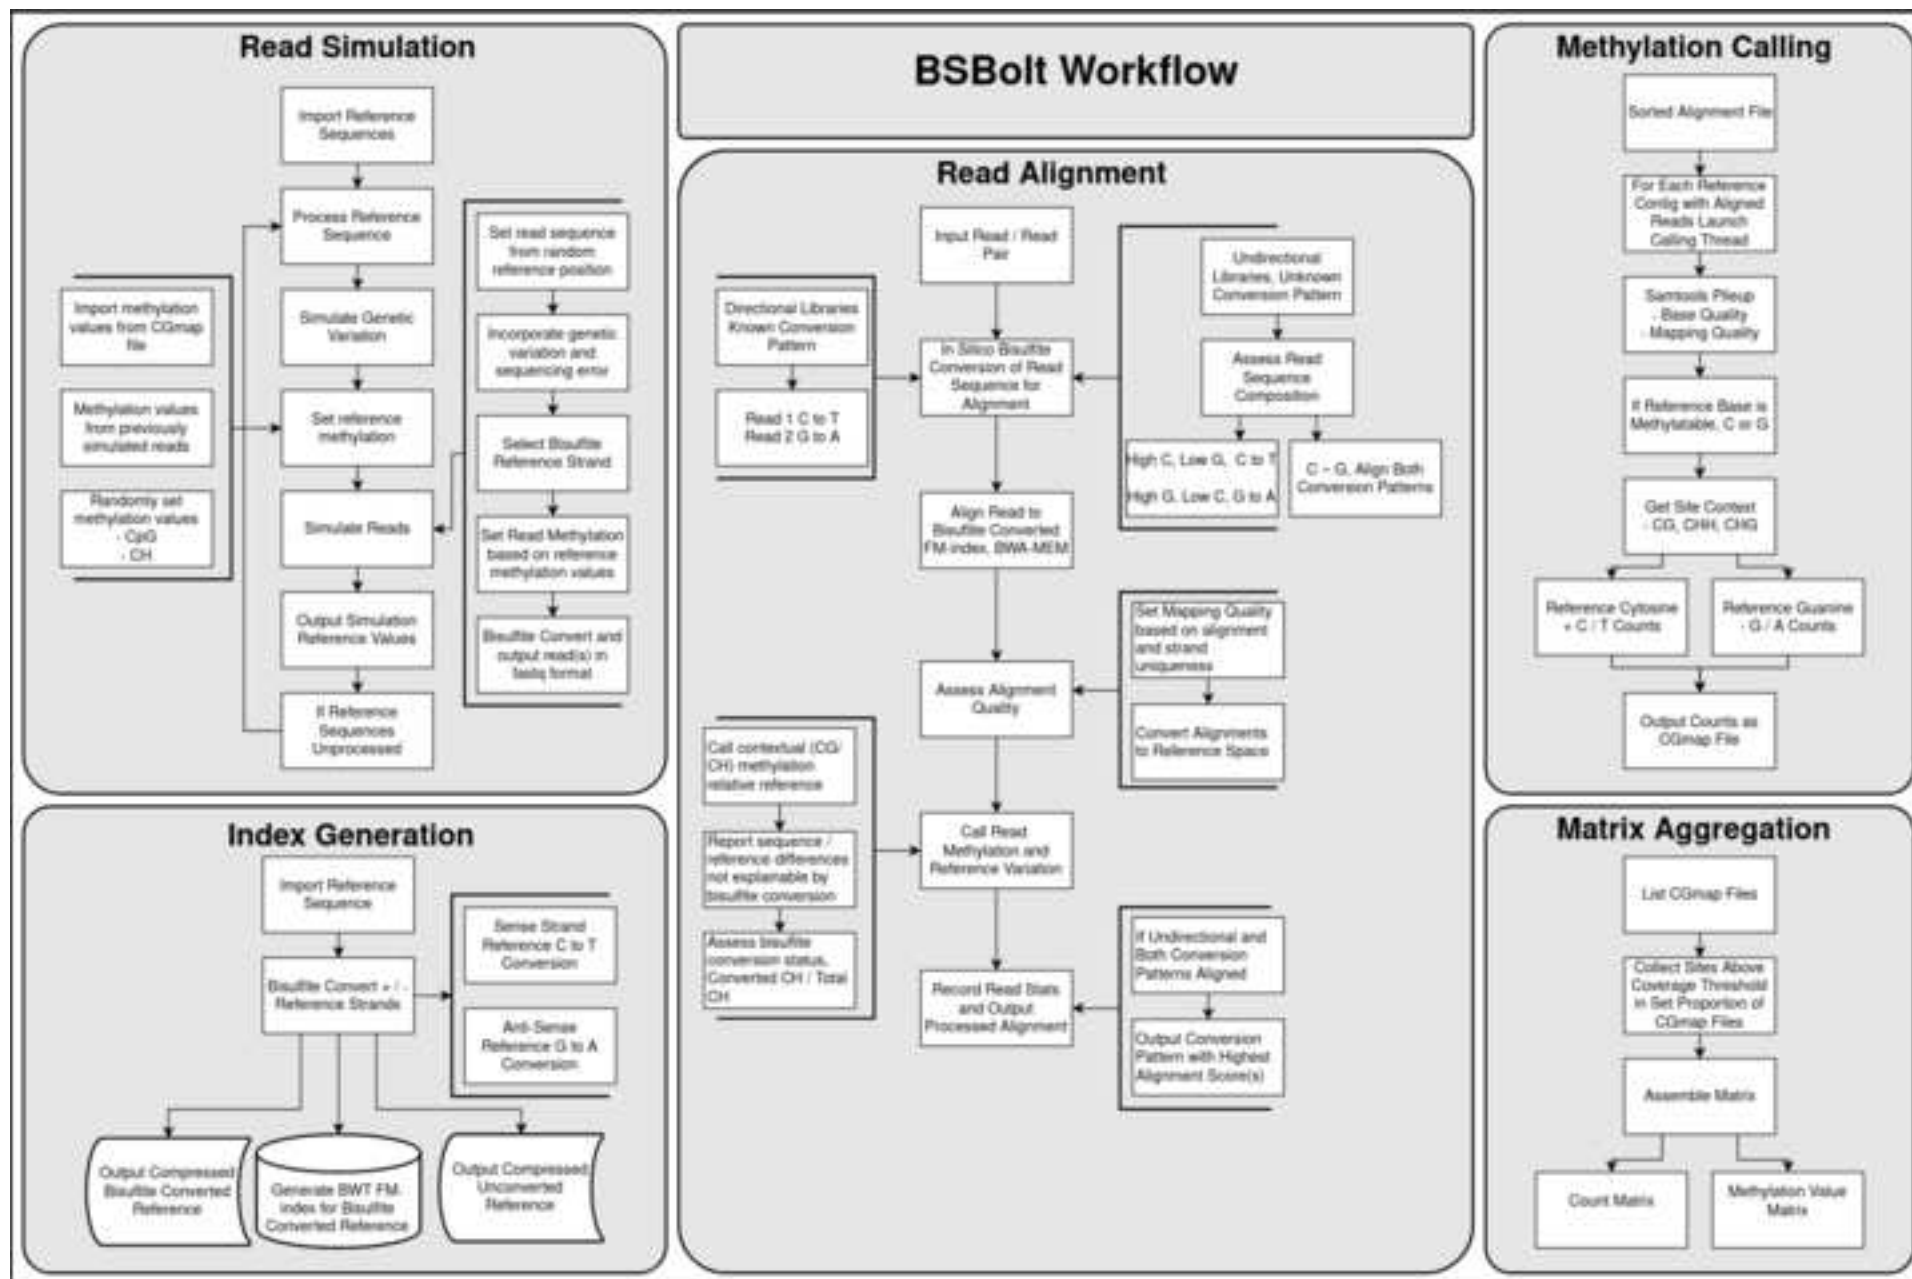 BSBolt Workflow
Read Simulation
Import Reference
Sequences
Process Reference
Sequence
Simulate Genetic
Variation
Set reference
methylation
Simulate Reads
Output Simulation
Reference Values
If Reference
Sequences
Unprocessed
Import methylation
values from CGmap
file
Methylation values
from previously
simulated reads
Randomly set
methylation values
- CpG
- CH
Set read sequence
from random
reference position
Incorporate genetic
variation and
sequencing error
Select Bisulfite
Reference Strand
Set Read Methylation
based on reference
methylation values
Bisulfite Convert and
output read(s) in
fastq format
Index Generation
Import Reference
Sequence
Bisulfite Convert + / -
Reference Strands
Sense Strand
Reference C to T
Conversion
Anti-Sense
Reference G to A
Conversion
Output Compressed
Bisulfite Converted
Reference
Generate BWT FM-
index for Bisulfite
Converted Reference
Output Compressed
Unconverted
Reference
Read Alignment
Input Read / Read
Pair
Directional Libraries
Known Conversion
Pattern
Read 1 C to T
Read 2 G to A
In Silico Bisulfite
Conversion of Read
Sequence for
Alignment
Undirectional
Libraries, Unknown
Conversion Pattern
Assess Read
Sequence
Composition
High C, Low G, C to T
High G, Low C, G to A
C ~ G, Align Both
Conversion Patterns
Align Read to
Bisulfite Converted
FM-index, BWA-MEM
Set Mapping Quality
based on alignment
and strand
uniqueness
Convert Alignments
to Reference Space
Assess Alignment
Quality
Call contextual (CG/
CH) methylation
relative reference
Report sequence /
reference differences
not explainable by
bisulfite conversion
Assess bisulfite
conversion status,
Converted CH / Total
CH
Call Read
Methylation and
Reference Variation
If Undirectional and
Both Conversion
Patterns Aligned
Output Conversion
Pattern with Highest
Alignment Score(s)
Record Read Stats
and Output
Processed Alignment
Methylation Calling
Sorted Alignment File
For Each Reference
Contig with Aligned
Reads Launch
Calling Thread
Samtools Pileup
- Base Quality
- Mapping Quality
If Reference Base is
Methylatable, C or G
Get Site Context
- CG, CHH, CHG
Reference Cytosine
+ C / T Counts
Reference Guanine
- G / A Counts
Output Counts as
CGmap File
Matrix Aggregation
List CGmap Files
Collect Sites Above
Coverage Threshold
in Set Proportion of
CGmap Files
Assemble Matrix
Count Matrix
Methylation Value
Matrix